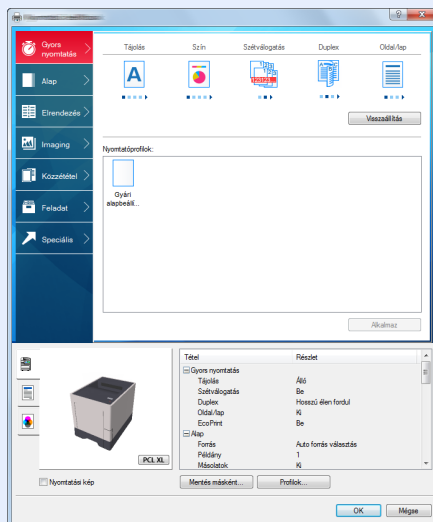 Gyors
nyomtatás
Alap
Elrendezés
Imaging
Közzététel
Feladat
Speciális
Tájolás Szín Szétválogatás Duplex Oldal/lap
A
Visszaállítás
Nyomtatóprofilok:
Gyári
alapbeállí...
Alkalmaz
PCL XL
Nyomtatási kép
Tétel Részlet
Gyors nyomtatás
Tájolás Álló
Szétválogatás Be
Duplex Hosszú élen fordul
Oldal/lap Ki
EcoPrint Be
Alap
Forrás Auto forrás választás
Példány 1
Másolatok Ki
Mentés másként... Profilok...
OK Mégse